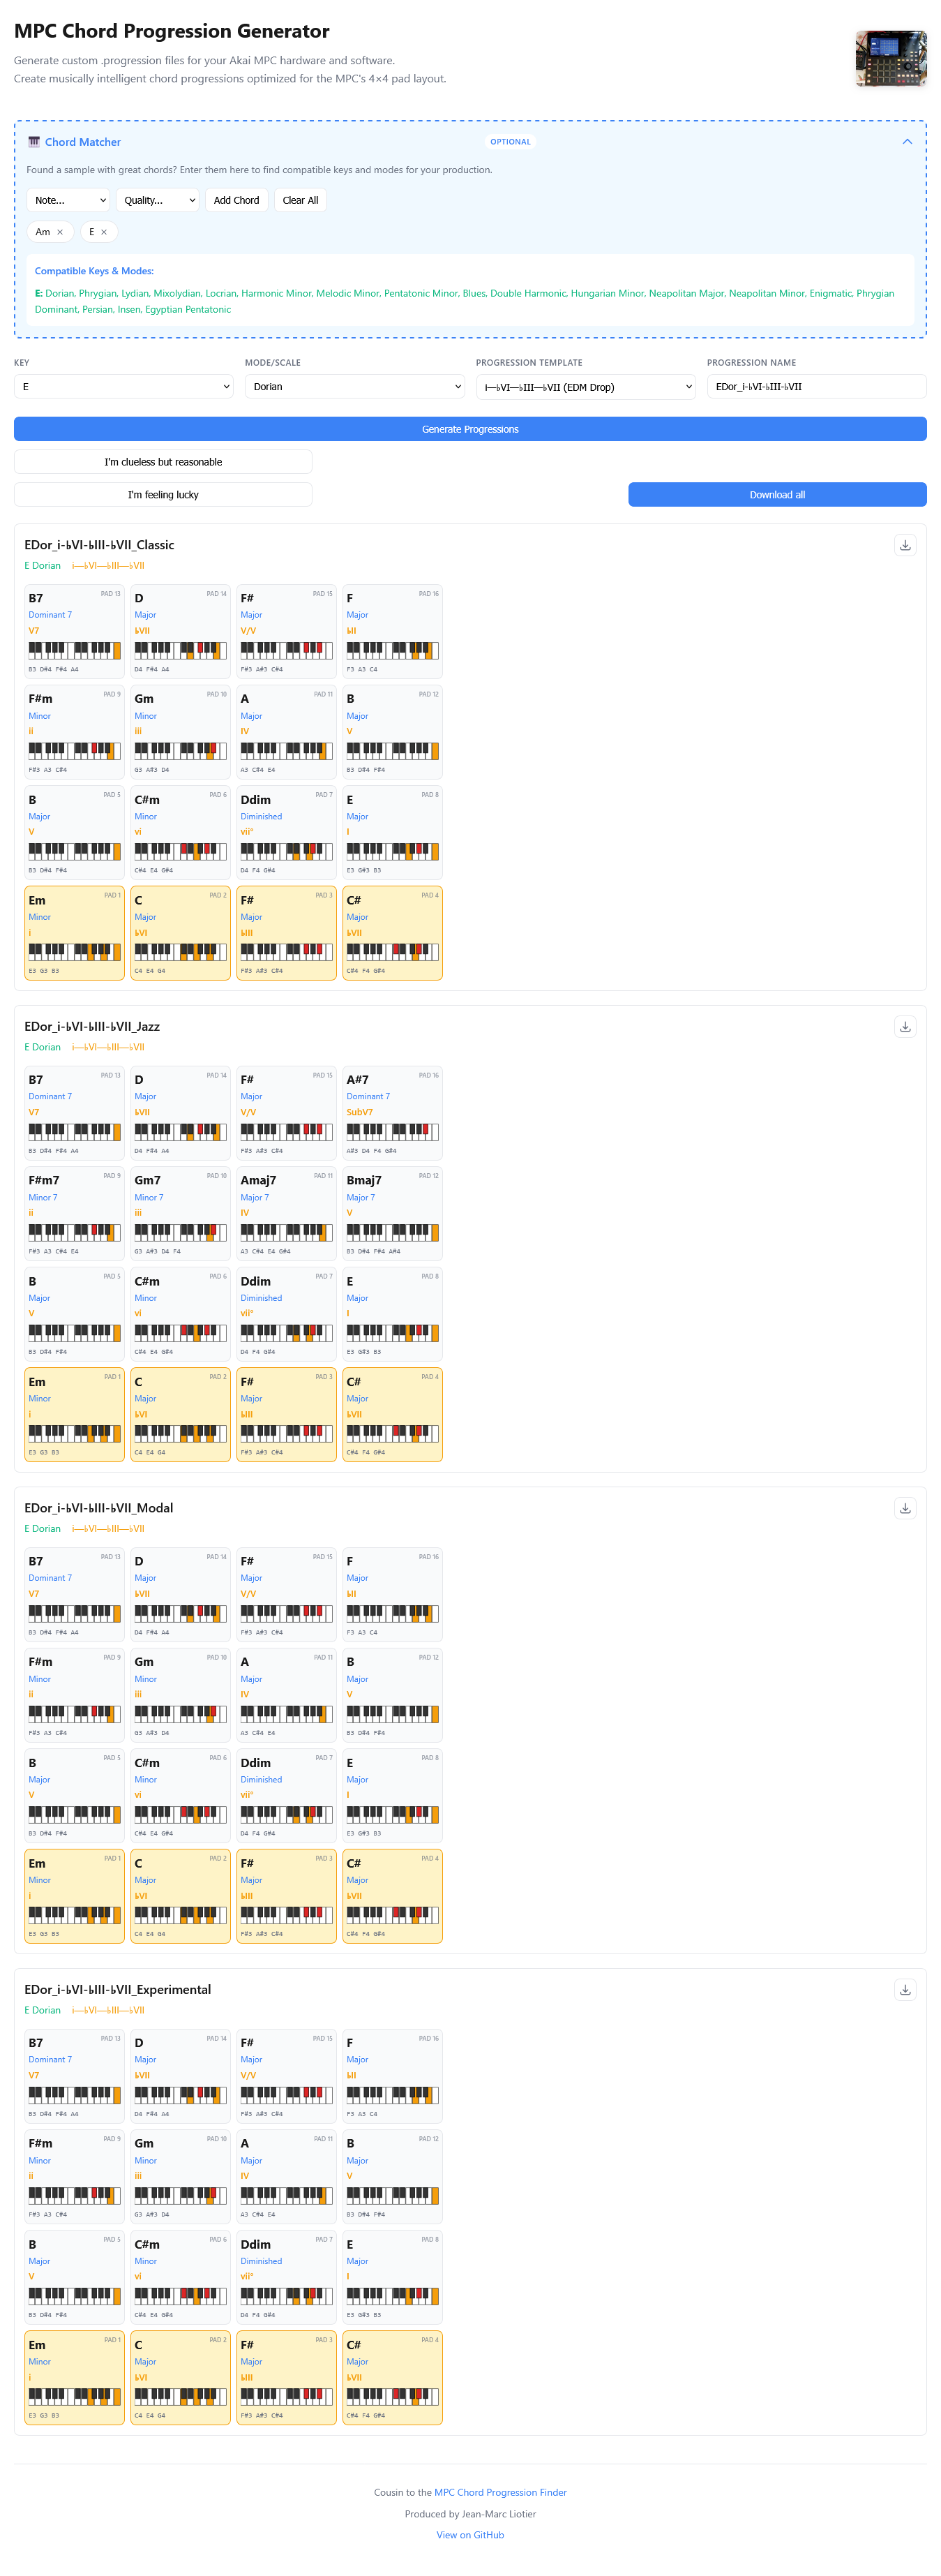 MPC Chord Progression Generator
Generate custom .progression files for your Akai MPC hardware and software.
Create musically intelligent chord progressions optimized for the MPC's 4×4 pad layout.
🎹 Chord Matcher
OPTIONAL
Found a sample with great chords? Enter them here to find compatible keys and modes for your production.
Note... Quality... Add Chord Clear All
Am × E ×
Compatible Keys & Modes:
E: Dorian, Phrygian, Lydian, Mixolydian, Locrian, Harmonic Minor, Melodic Minor, Pentatonic Minor, Blues, Double Harmonic, Hungarian Minor, Neapolitan Major, Neapolitan Minor, Enigmatic, Phrygian
Dominant, Persian, Insen, Egyptian Pentatonic
KEY MODE/SCALE PROGRESSION TEMPLATE PROGRESSION NAME
E Dorian i—♭VI—♭III—♭VII (EDM Drop) EDor_i-♭VI-♭III-♭VII
Generate Progressions
I'm clueless but reasonable
I'm feeling lucky Download all
EDor_i-♭VI-♭III-♭VII_Classic
E Dorian i—♭VI—♭III—♭VII
B7 PAD 13 D PAD 14 F# PAD 15 F PAD 16
Dominant 7 Major Major Major
V7 ♭VII V/V ♭II
B3 D#4 F#4 A4 D4 F#4 A4 F#3 A#3 C#4 F3 A3 C4
F#m PAD 9 Gm PAD 10 A PAD 11 B PAD 12
Minor Minor Major Major
ii iii IV V
F#3 A3 C#4 G3 A#3 D4 A3 C#4 E4 B3 D#4 F#4
B PAD 5 C#m PAD 6 Ddim PAD 7 E PAD 8
Major Minor Diminished Major
V vi vii° I
B3 D#4 F#4 C#4 E4 G#4 D4 F4 G#4 E3 G#3 B3
Em PAD 1 C PAD 2 F# PAD 3 C# PAD 4
Minor Major Major Major
i ♭VI ♭III ♭VII
E3 G3 B3 C4 E4 G4 F#3 A#3 C#4 C#4 F4 G#4
EDor_i-♭VI-♭III-♭VII_Jazz
E Dorian i—♭VI—♭III—♭VII
B7 PAD 13 D PAD 14 F# PAD 15 A#7 PAD 16
Dominant 7 Major Major Dominant 7
V7 ♭VII V/V SubV7
B3 D#4 F#4 A4 D4 F#4 A4 F#3 A#3 C#4 A#3 D4 F4 G#4
F#m7 PAD 9 Gm7 PAD 10 Amaj7 PAD 11 Bmaj7 PAD 12
Minor 7 Minor 7 Major 7 Major 7
ii iii IV V
F#3 A3 C#4 E4 G3 A#3 D4 F4 A3 C#4 E4 G#4 B3 D#4 F#4 A#4
B PAD 5 C#m PAD 6 Ddim PAD 7 E PAD 8
Major Minor Diminished Major
V vi vii° I
B3 D#4 F#4 C#4 E4 G#4 D4 F4 G#4 E3 G#3 B3
Em PAD 1 C PAD 2 F# PAD 3 C# PAD 4
Minor Major Major Major
i ♭VI ♭III ♭VII
E3 G3 B3 C4 E4 G4 F#3 A#3 C#4 C#4 F4 G#4
EDor_i-♭VI-♭III-♭VII_Modal
E Dorian i—♭VI—♭III—♭VII
B7 PAD 13 D PAD 14 F# PAD 15 F PAD 16
Dominant 7 Major Major Major
V7 ♭VII V/V ♭II
B3 D#4 F#4 A4 D4 F#4 A4 F#3 A#3 C#4 F3 A3 C4
F#m PAD 9 Gm PAD 10 A PAD 11 B PAD 12
Minor Minor Major Major
ii iii IV V
F#3 A3 C#4 G3 A#3 D4 A3 C#4 E4 B3 D#4 F#4
B PAD 5 C#m PAD 6 Ddim PAD 7 E PAD 8
Major Minor Diminished Major
V vi vii° I
B3 D#4 F#4 C#4 E4 G#4 D4 F4 G#4 E3 G#3 B3
Em PAD 1 C PAD 2 F# PAD 3 C# PAD 4
Minor Major Major Major
i ♭VI ♭III ♭VII
E3 G3 B3 C4 E4 G4 F#3 A#3 C#4 C#4 F4 G#4
EDor_i-♭VI-♭III-♭VII_Experimental
E Dorian i—♭VI—♭III—♭VII
B7 PAD 13 D PAD 14 F# PAD 15 F PAD 16
Dominant 7 Major Major Major
V7 ♭VII V/V ♭II
B3 D#4 F#4 A4 D4 F#4 A4 F#3 A#3 C#4 F3 A3 C4
F#m PAD 9 Gm PAD 10 A PAD 11 B PAD 12
Minor Minor Major Major
ii iii IV V
F#3 A3 C#4 G3 A#3 D4 A3 C#4 E4 B3 D#4 F#4
B PAD 5 C#m PAD 6 Ddim PAD 7 E PAD 8
Major Minor Diminished Major
V vi vii° I
B3 D#4 F#4 C#4 E4 G#4 D4 F4 G#4 E3 G#3 B3
Em PAD 1 C PAD 2 F# PAD 3 C# PAD 4
Minor Major Major Major
i ♭VI ♭III ♭VII
E3 G3 B3 C4 E4 G4 F#3 A#3 C#4 C#4 F4 G#4
Cousin to the MPC Chord Progression Finder
Produced by Jean-Marc Liotier
View on GitHub